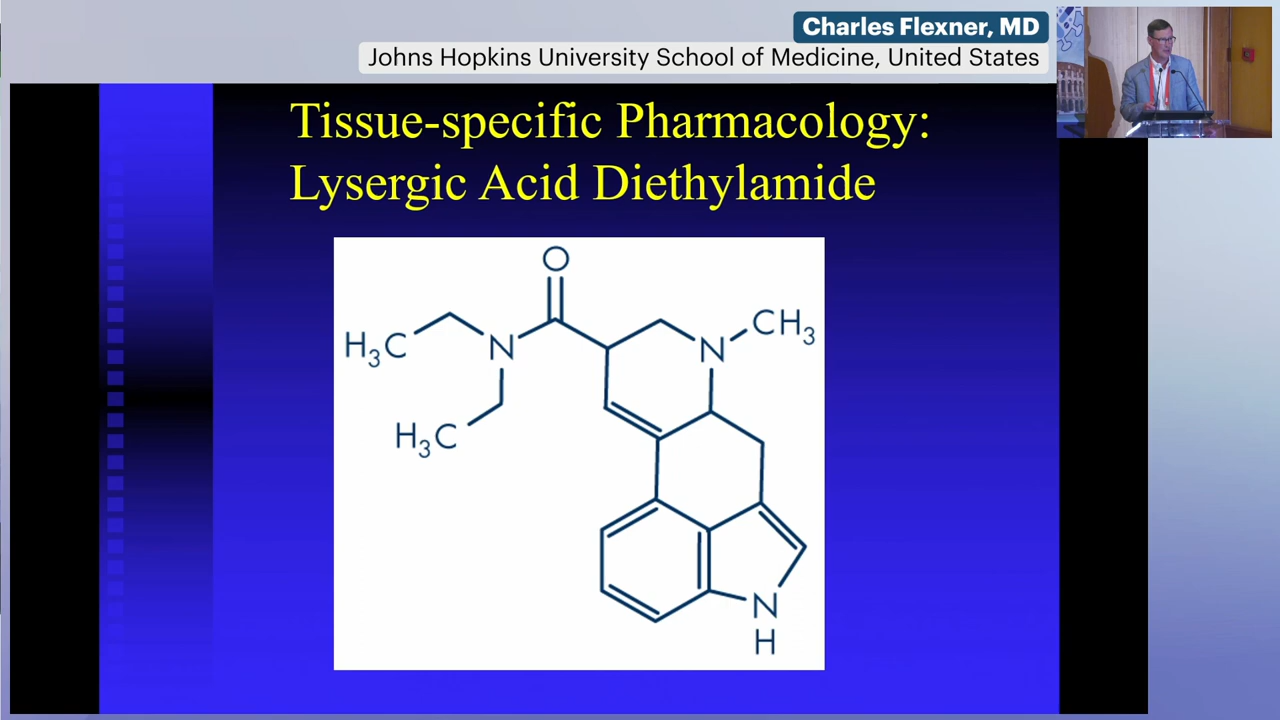 Charles Flexner, MD
Johns Hopkins University School of Medicine, United States
Tissue-specific Pharmacology:
Lysergic Acid Diethylamide
O
H3C
N
N
CH3
H3C
N
H